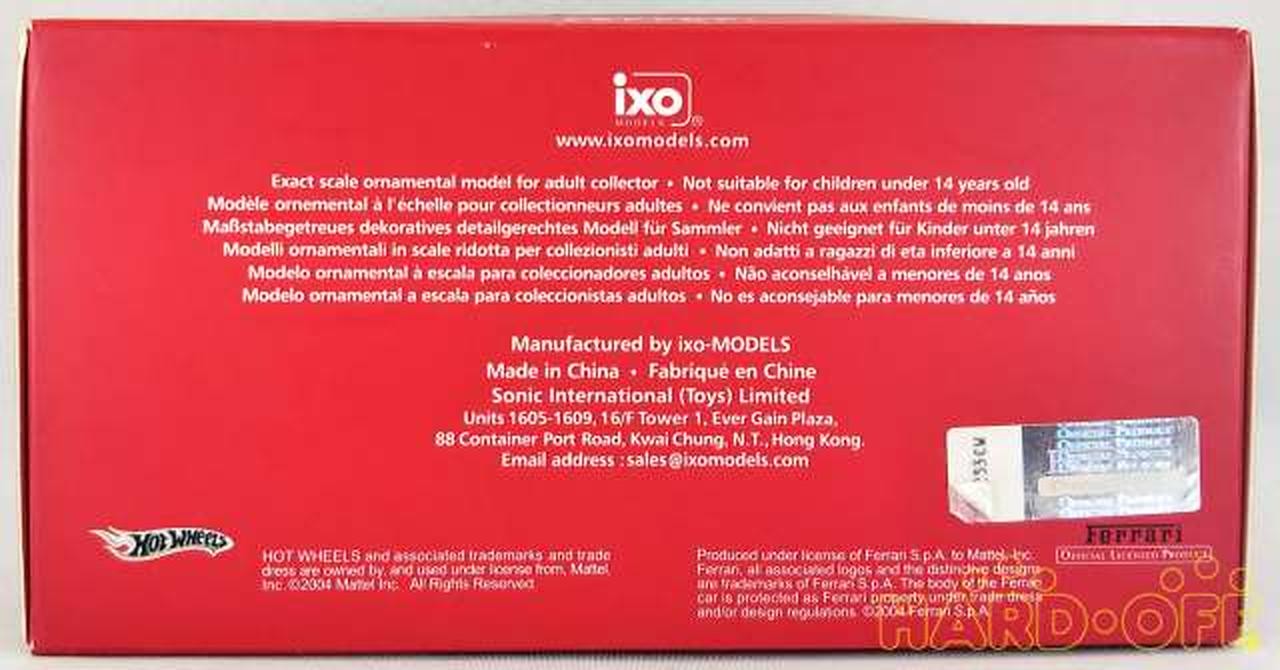 ixo
MODELS
www.ixomodels.com
Exact scale ornamental model for adult collector • Not suitable for children under 14 years old
Modèle ornemental à l'échelle pour collectionneurs adultes • Ne convient pas aux enfants de moins de 14 ans
Maßstabegetreues dekoratives detailgerechtes Modell für Sammler • Nicht geeignet für Kinder unter 14 jahren
Modelli ornamentali in scale ridotta per collezionisti adulti • Non adatti a ragazzi di eta inferiore a 14 anni
Modelo ornamental à escala para coleccionadores adultos • Não aconselhável a menores de 14 anos
Modelo ornamental a escala para coleccionistas adultos • No es aconsejable para menores de 14 años
Manufactured by ixo-MODELS
Made in China • Fabriqué en Chine
Sonic International (Toys) Limited
Units 1605-1609, 16/F Tower 1, Ever Gain Plaza,
88 Container Port Road, Kwai Chung, N.T., Hong Kong.
Email address : sales@ixomodels.com
OFFICIAL PRODUCT
HOT WHEELS
HOT WHEELS and associated trademarks and trade
dress are owned by, and used under license from, Mattel,
Inc. ©2004 Mattel Inc. All Rights Reserved
Produced under license of Ferrari S.p.A. to Mattel, Inc.
Ferrari, all associated logos and the distinctive designs
are trademarks of Ferrari S.p.A. The body of the Ferrari
car is protected as Ferrari property under trade dress
and/or design regulations. ©2004 Ferrari S.p.A.
Ferrari
OFFICIAL LICENSED PRODUCT
HARD•OFF